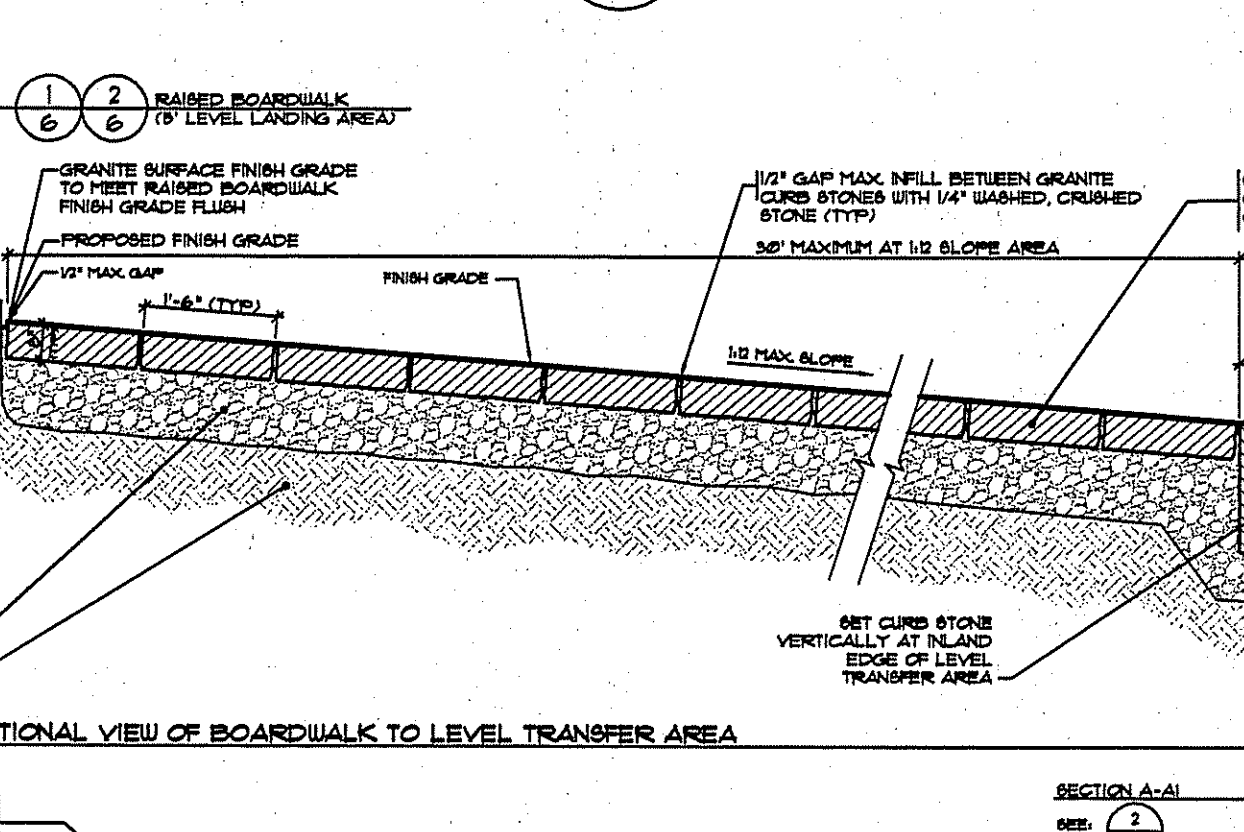 1
6
2
6
RAISED BOARDWALK
(5' LEVEL LANDING AREA)
GRANITE SURFACE FINISH GRADE
TO MEET RAISED BOARDWALK
FINISH GRADE FLUSH
PROPOSED FINISH GRADE
1/2" MAX. GAP
1'-6" (TYP)
FINISH GRADE
1/2" GAP MAX. INFILL BETWEEN GRANITE
CURB STONES WITH 1/4" WASHED, CRUSHED
STONE (TYP)
30' MAXIMUM AT 1:12 SLOPE AREA
1:12 MAX. SLOPE
SET CURB STONE
VERTICALLY AT INLAND
EDGE OF LEVEL
TRANSFER AREA
TIONAL VIEW OF BOARDWALK TO LEVEL TRANSFER AREA
SECTION A-A1
SEE:
2